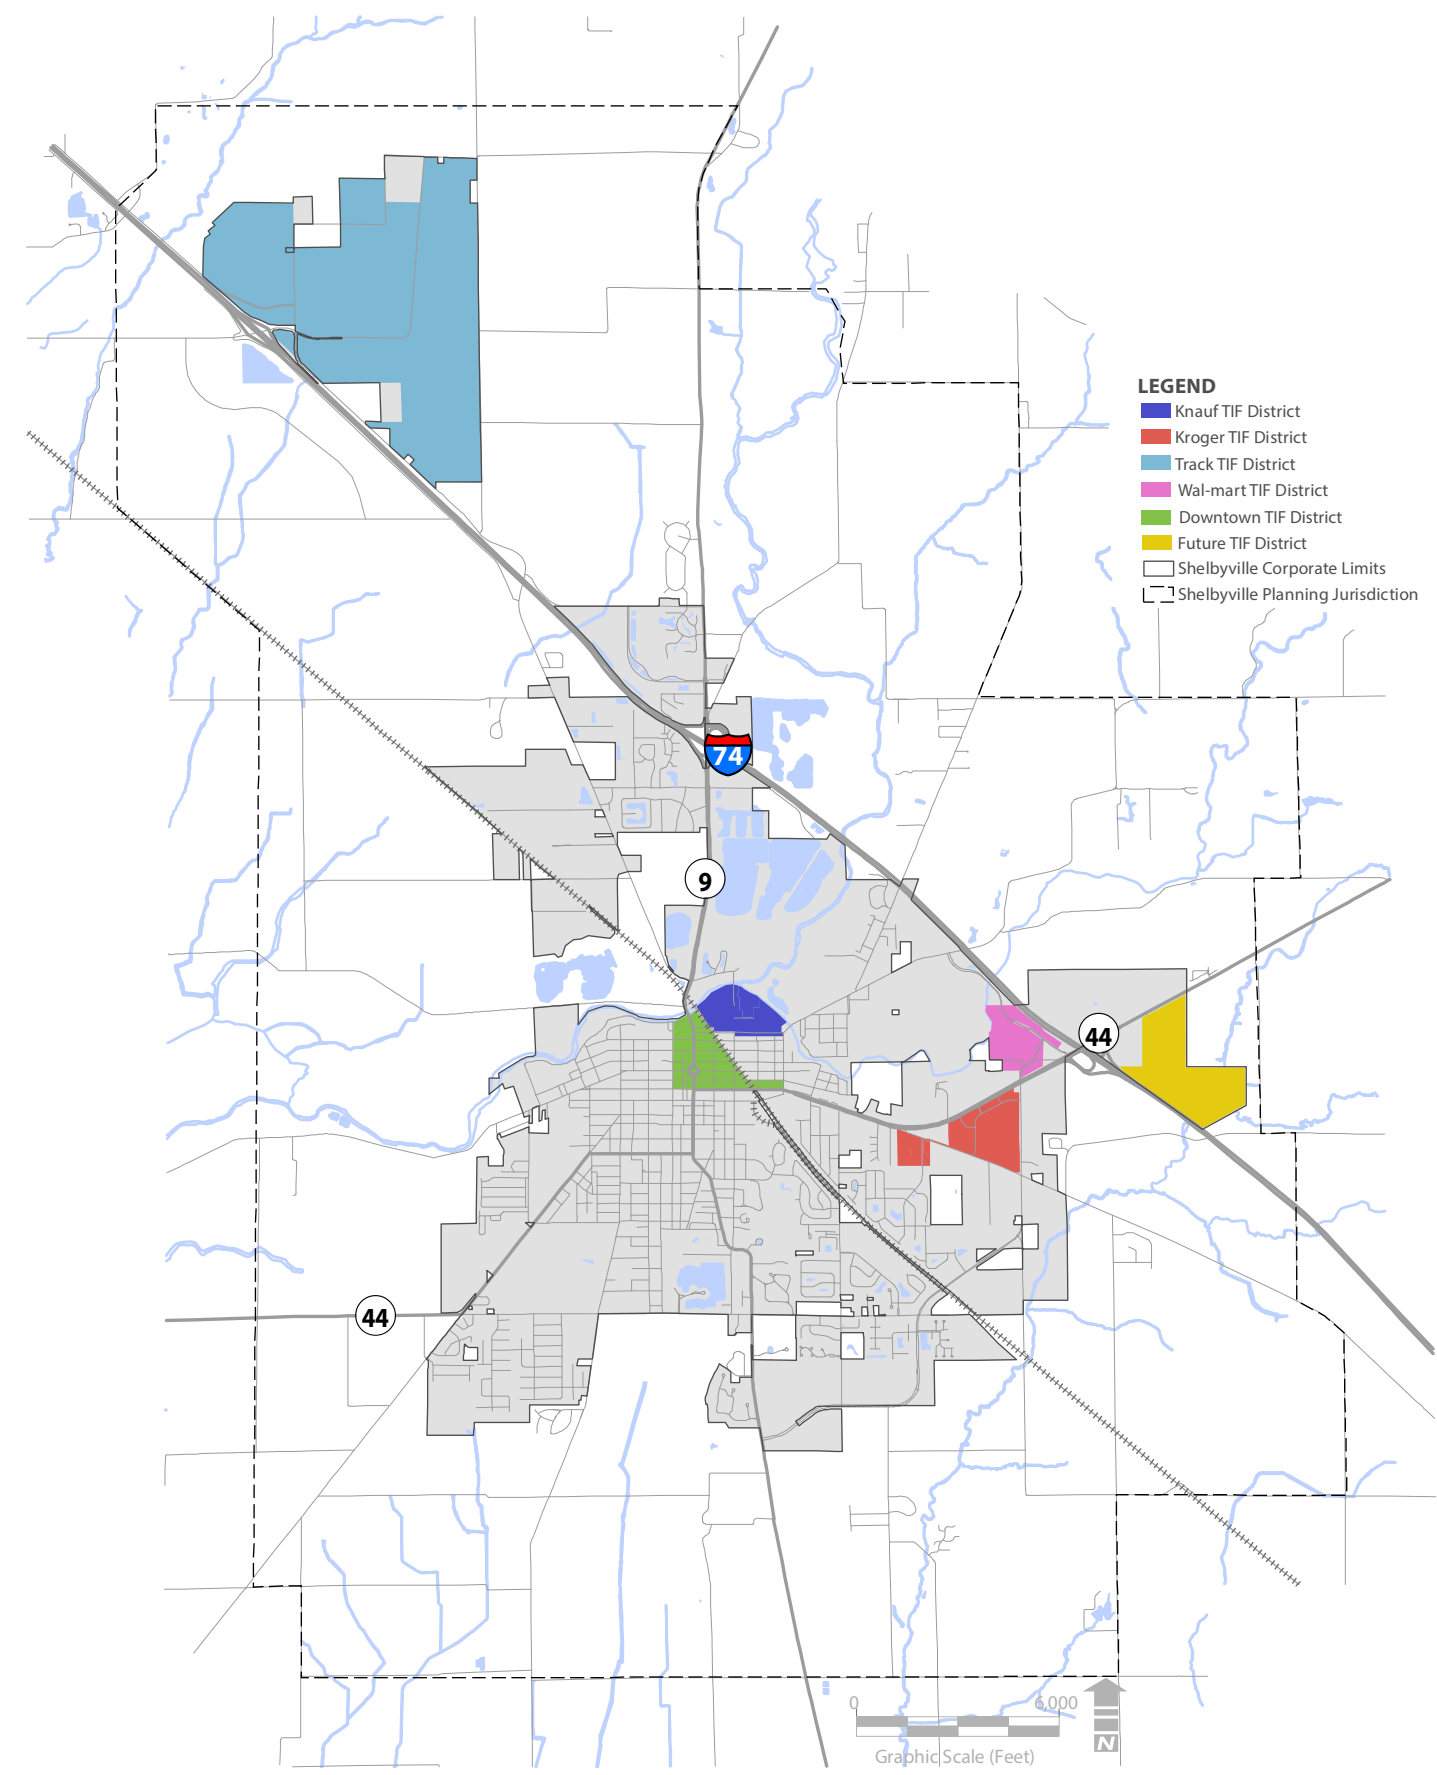 LEGEND
Knauf TIF District
Kroger TIF District
Track TIF District
Wal-mart TIF District
Downtown TIF District
Future TIF District
Shelbyville Corporate Limits
Shelbyville Planning Jurisdiction
74
9
44
44
0 6,000
Graphic Scale (Feet)
N